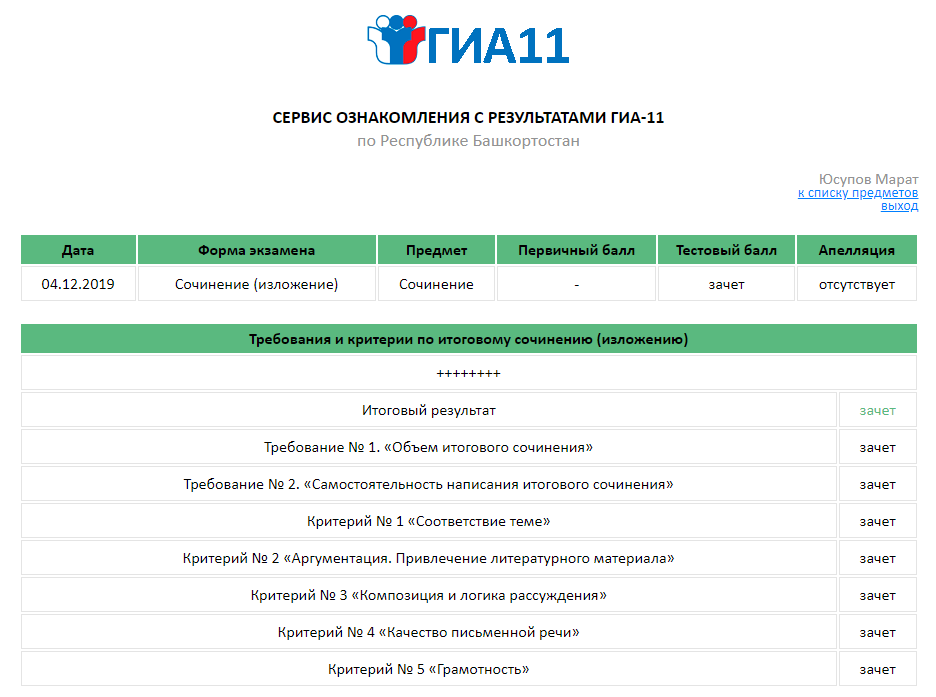 ГИА11
СЕРВИС ОЗНАКОМЛЕНИЯ С РЕЗУЛЬТАТАМИ ГИА-11
по Республике Башкортостан
Юсупов Марат
к списку предметов
выход
Дата Форма экзамена Предмет Первичный балл Тестовый балл Апелляция
04.12.2019 Сочинение (изложение) Сочинение - зачет отсутствует
Требования и критерии по итоговому сочинению (изложению)
++++++++
Итоговый результат зачет
Требование № 1. «Объем итогового сочинения» зачет
Требование № 2. «Самостоятельность написания итогового сочинения» зачет
Критерий № 1 «Соответствие теме» зачет
Критерий № 2 «Аргументация. Привлечение литературного материала» зачет
Критерий № 3 «Композиция и логика рассуждения» зачет
Критерий № 4 «Качество письменной речи» зачет
Критерий № 5 «Грамотность» зачет